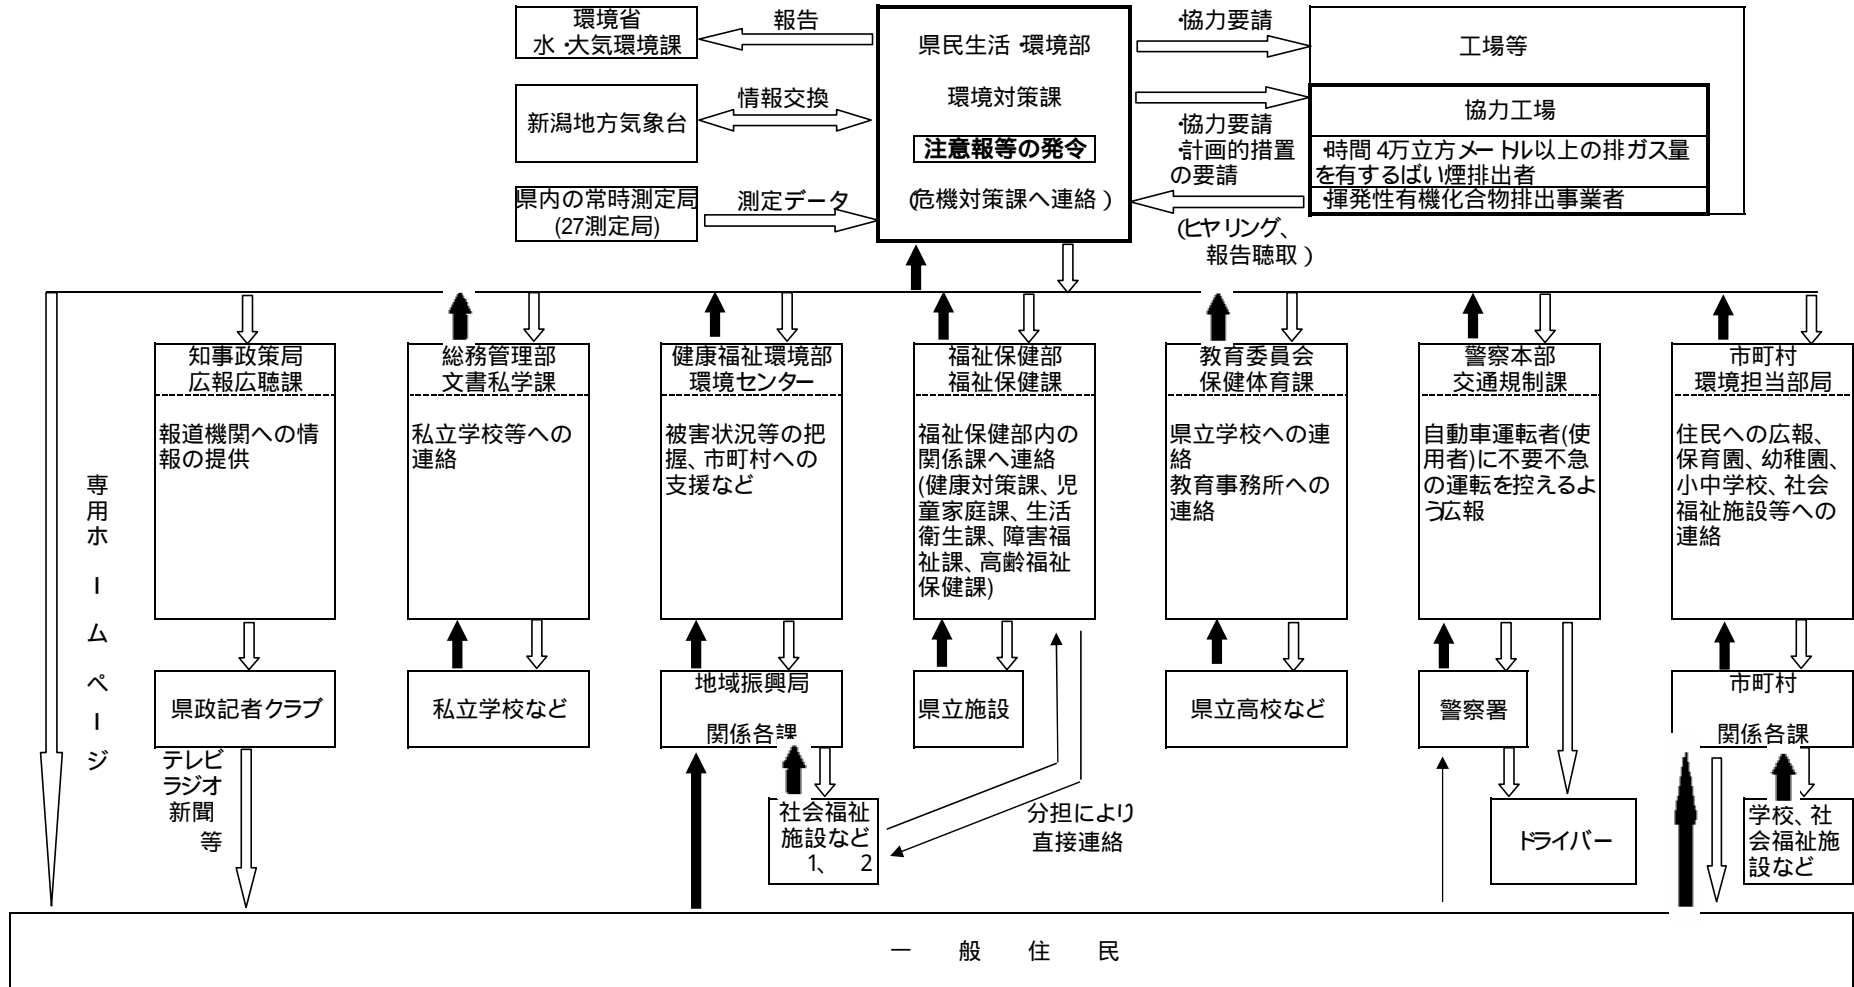 環境省
水・大気環境課
報告
新潟地方気象台
情報交換
県内の常時測定局
(27測定局)
測定データ
県民生活・環境部
環境対策課
注意報等の発令
(危機対策課へ連絡)
・協力要請
・協力要請
・計画的措置
の要請
(ヒヤリング、
報告聴取)
工場等
協力工場
・時間4万立方メートル以上の排ガス量
を有するばい煙排出者
・揮発性有機化合物排出事業者
専用ホームページ
知事政策局
広報広聴課
報道機関への情
報の提供
総務管理部
文書私学課
私立学校等への
連絡
健康福祉環境部
環境センター
被害状況等の把
握、市町村への
支援など
福祉保健部
福祉保健課
福祉保健部内の
関係課へ連絡
(健康対策課、児
童家庭課、生活
衛生課、障害福
祉課、高齢福祉
保健課)
教育委員会
保健体育課
県立学校への連
絡
教育事務所への
連絡
警察本部
交通規制課
自動車運転者(使
用者)に不要不急
の運転を控えるよ
う広報
市町村
環境担当部局
住民への広報、
保育園、幼稚園、
小中学校、社会
福祉施設等への
連絡
県政記者クラブ
私立学校など
地域振興局
関係各課
県立施設
県立高校など
警察署
市町村
関係各課
テレビ
ラジオ
新聞
等
社会福祉
施設など
1、 2
分担により
直接連絡
ドライバー
学校、社
会福祉施
設など
一 般 住 民